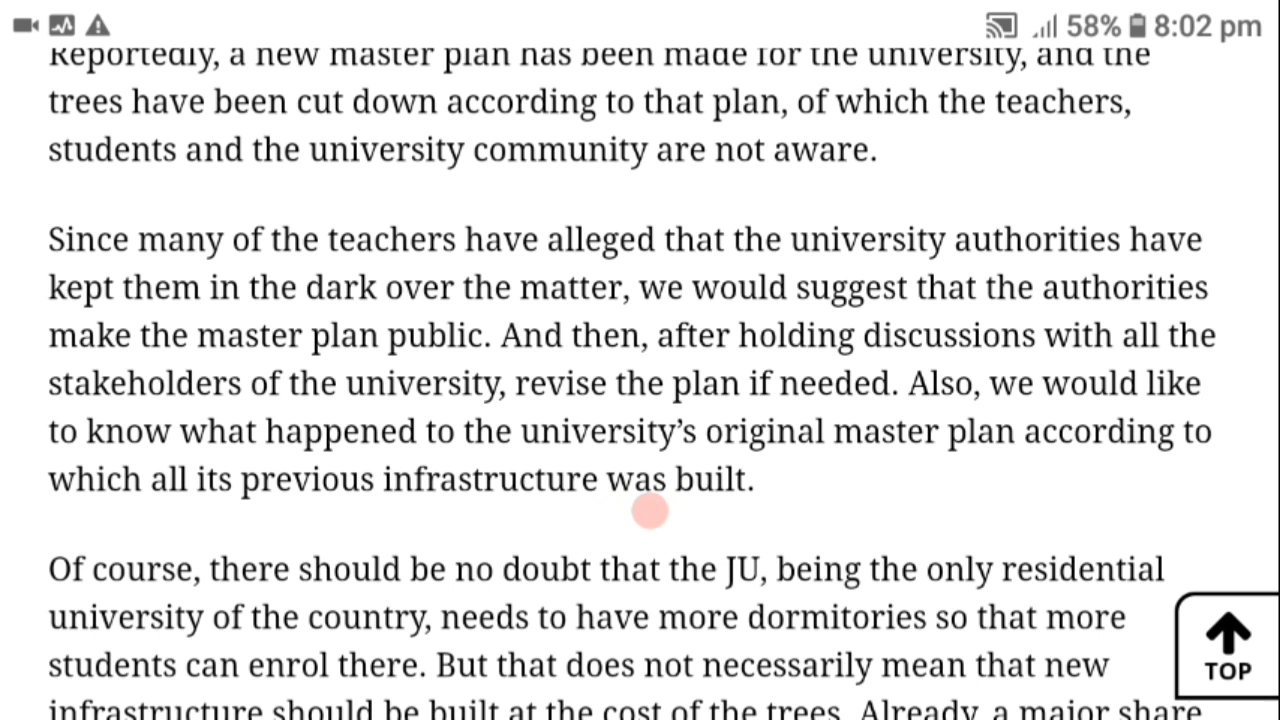 58% 8:02 pm
Reportedly, a new master plan has been made for the university, and the
trees have been cut down according to that plan, of which the teachers,
students and the university community are not aware.
Since many of the teachers have alleged that the university authorities have
kept them in the dark over the matter, we would suggest that the authorities
make the master plan public. And then, after holding discussions with all the
stakeholders of the university, revise the plan if needed. Also, we would like
to know what happened to the university’s original master plan according to
which all its previous infrastructure was built.
Of course, there should be no doubt that the JU, being the only residential
university of the country, needs to have more dormitories so that more
students can enrol there. But that does not necessarily mean that new
infrastructure should be built at the cost of the trees. Already, a major share
TOP